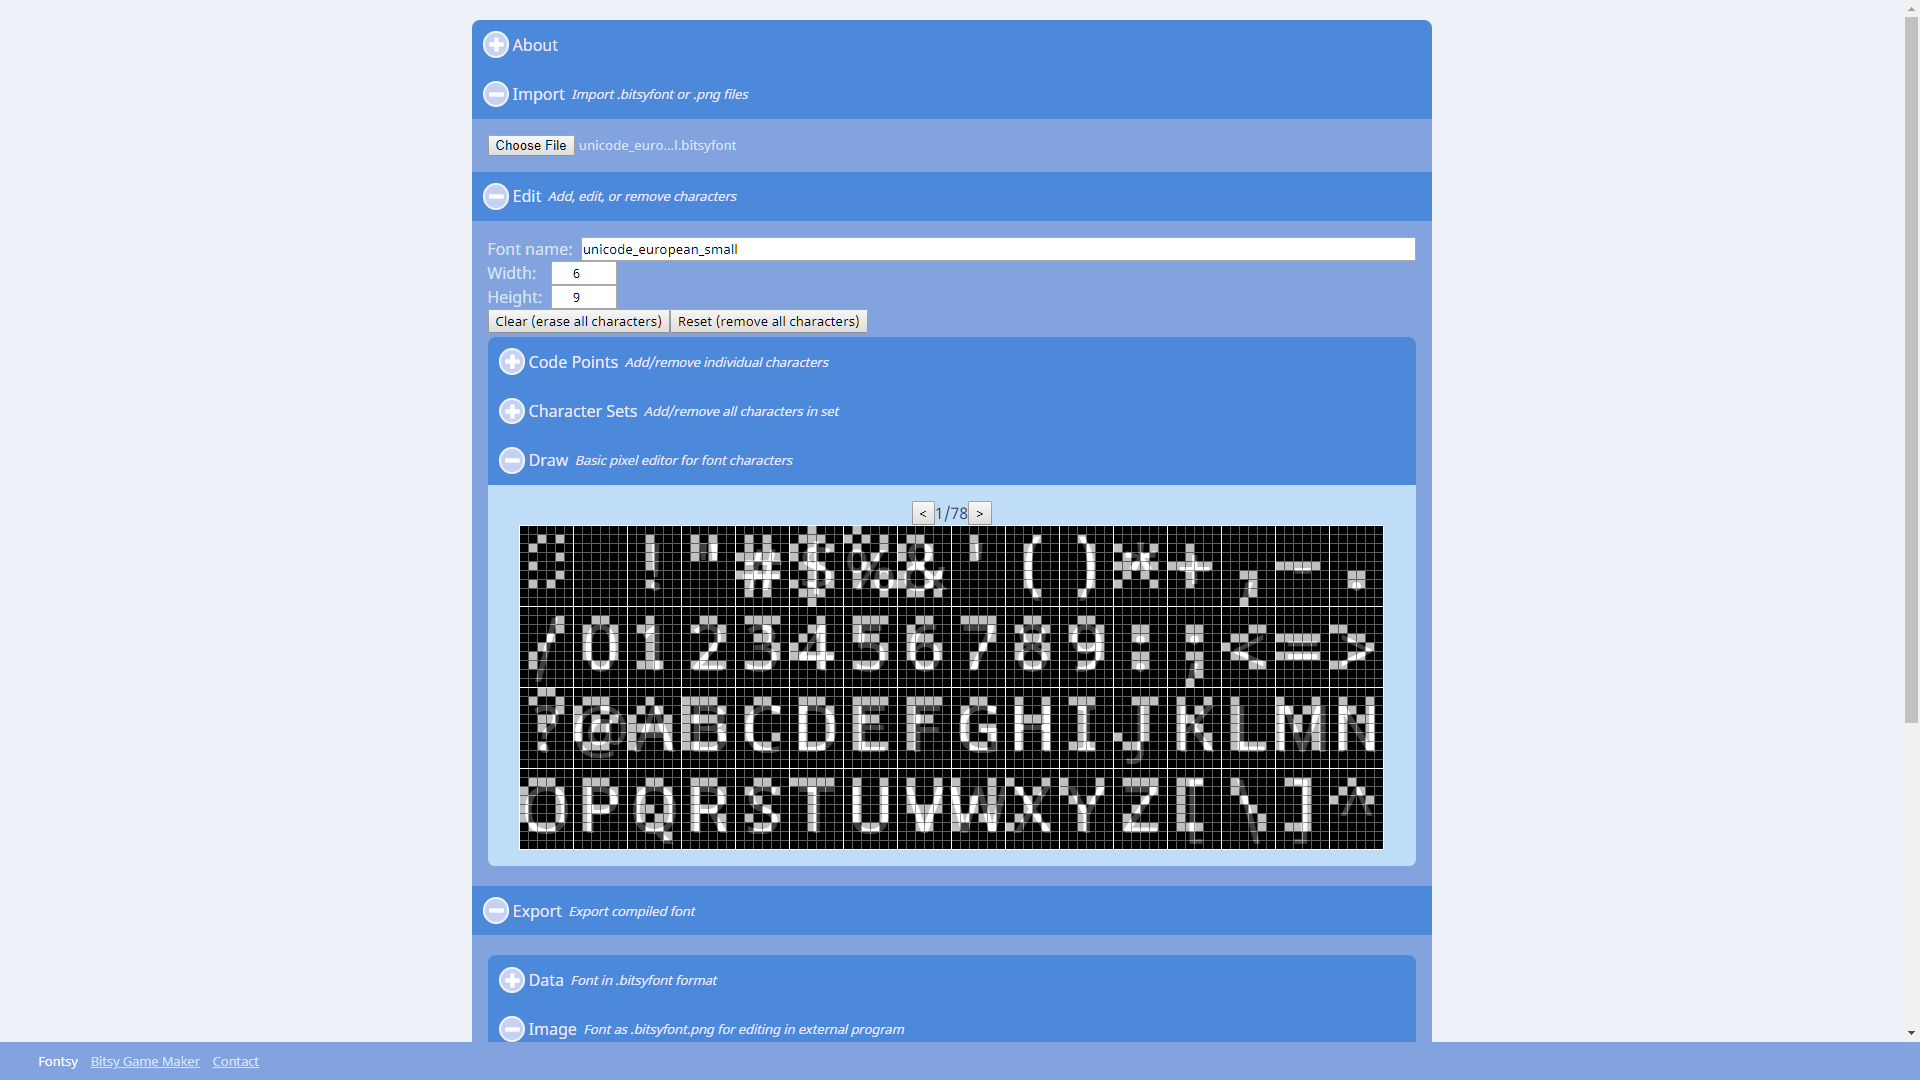 About
Import Import .bitsyfont or .png files
Choose File unicode_euro...l.bitsyfont
Edit Add, edit, or remove characters
Font name: unicode_european_small
Width: 6
Height: 9
Clear (erase all characters) Reset (remove all characters)
Code Points Add/remove individual characters
Character Sets Add/remove all characters in set
Draw Basic pixel editor for font characters
< 1/78 >
! " # $ % & ' ( ) * + , - .
/ 0 1 2 3 4 5 6 7 8 9 : ; < = >
? @ A B C D E F G H I J K L M N
O P Q R S T U V W X Y Z [ \ ] ^
Export Export compiled font
Data Font in .bitsyfont format
Image Font as .bitsyfont.png for editing in external program
Fontsy Bitsy Game Maker Contact